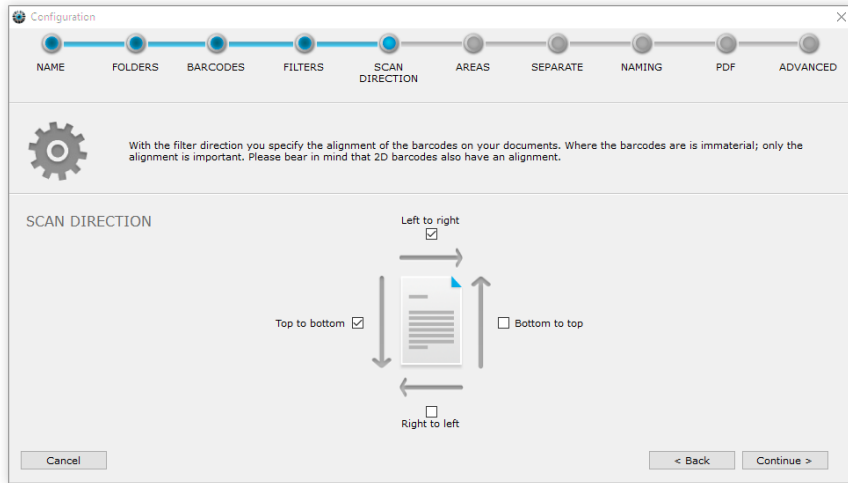 Configuration
NAME
FOLDERS
BARCODES
FILTERS
SCAN
DIRECTION
AREAS
SEPARATE
NAMING
PDF
ADVANCED
With the filter direction you specify the alignment of the barcodes on your documents. Where the barcodes are is immaterial; only the
alignment is important. Please bear in mind that 2D barcodes also have an alignment.
SCAN DIRECTION
Left to right
Top to bottom
Bottom to top
Right to left
Cancel
< Back
Continue >